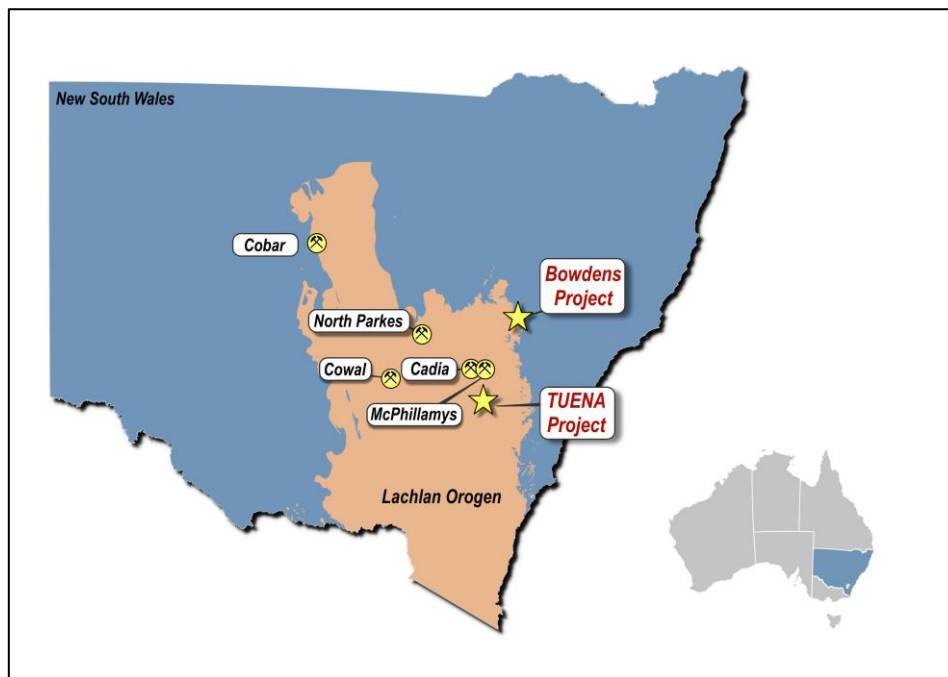 New South Wales
Cobar
Bowdens
Project
North Parkes
Cowal
Cadia
McPhillamys
TUENA
Project
Lachlan Orogen